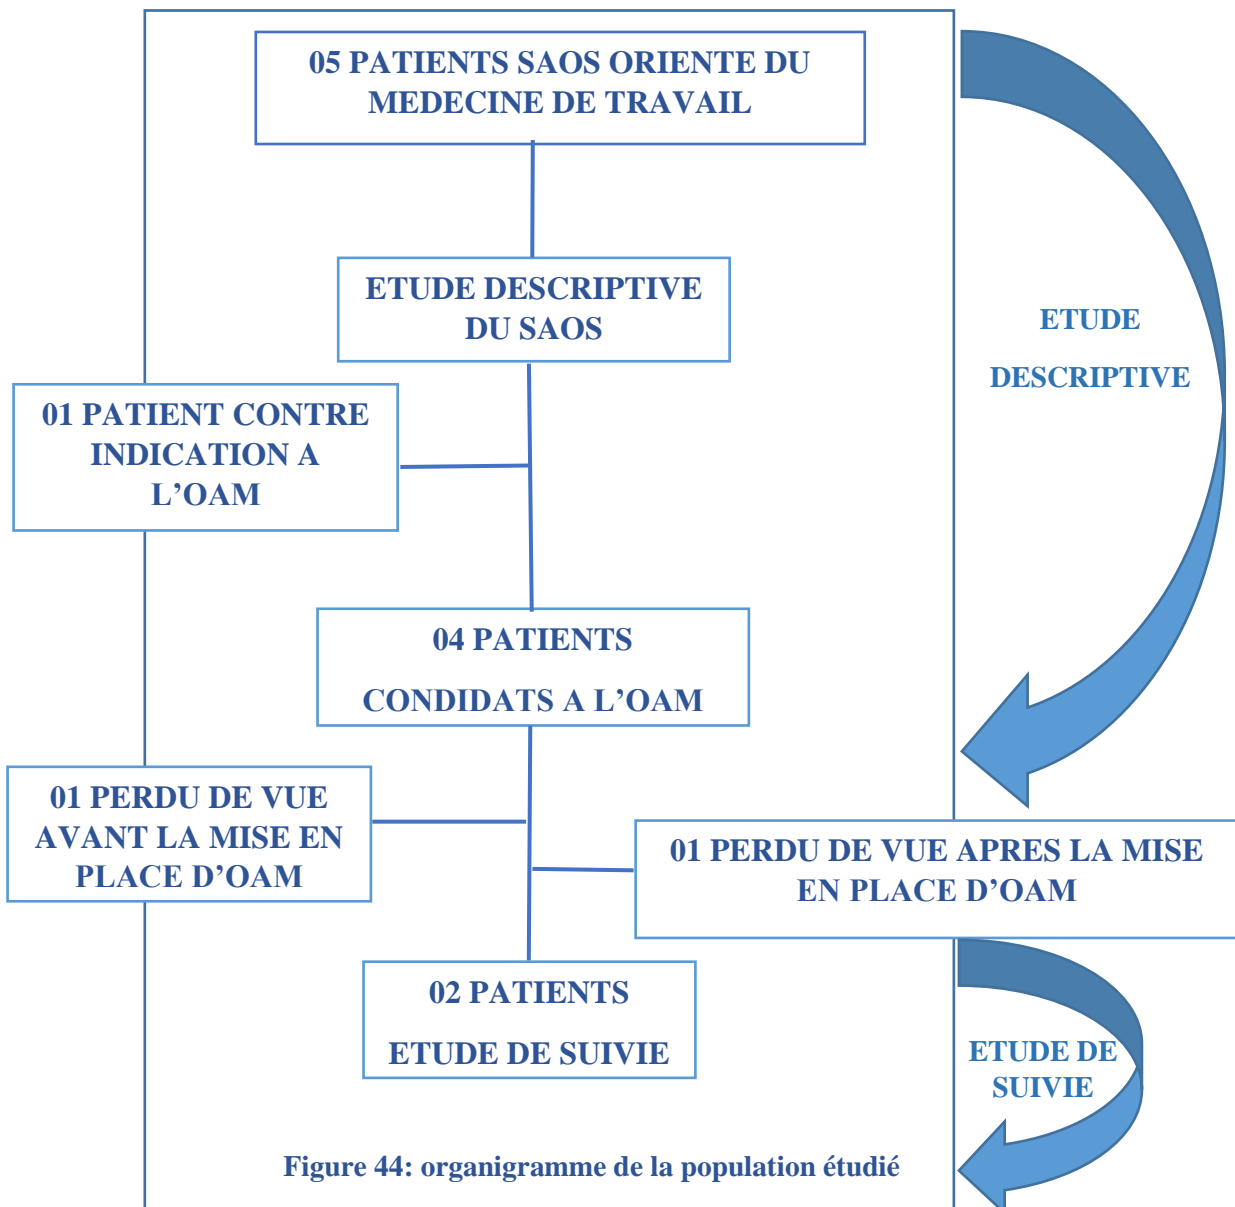 05 PATIENTS SAOS ORIENTE DU
MEDECINE DE TRAVAIL
ETUDE DESCRIPTIVE
DU SAOS
ETUDE
DESCRIPTIVE
01 PATIENT CONTRE
INDICATION A
L’OAM
04 PATIENTS
CONDIDATS A L’OAM
01 PERDU DE VUE
AVANT LA MISE EN
PLACE D’OAM
01 PERDU DE VUE APRES LA MISE
EN PLACE D’OAM
02 PATIENTS
ETUDE DE SUIVIE
ETUDE DE
SUIVIE
Figure 44: organigramme de la population étudié